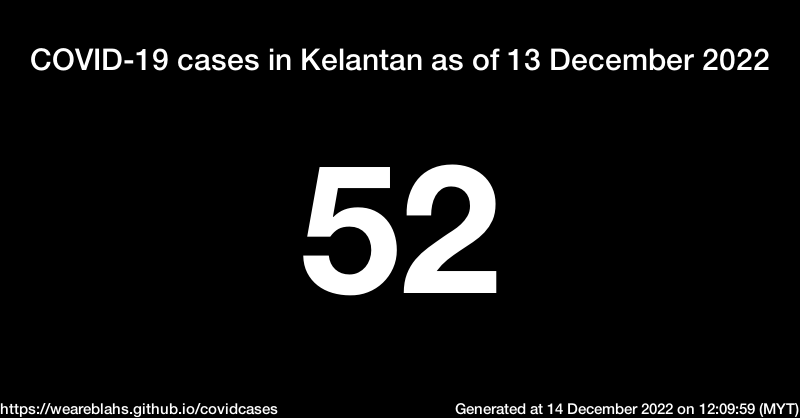 COVID-19 cases in Kelantan as of 13 December 2022
52
https://weareblahs.github.io/covidcases
Generated at 14 December 2022 on 12:09:59 (MYT)